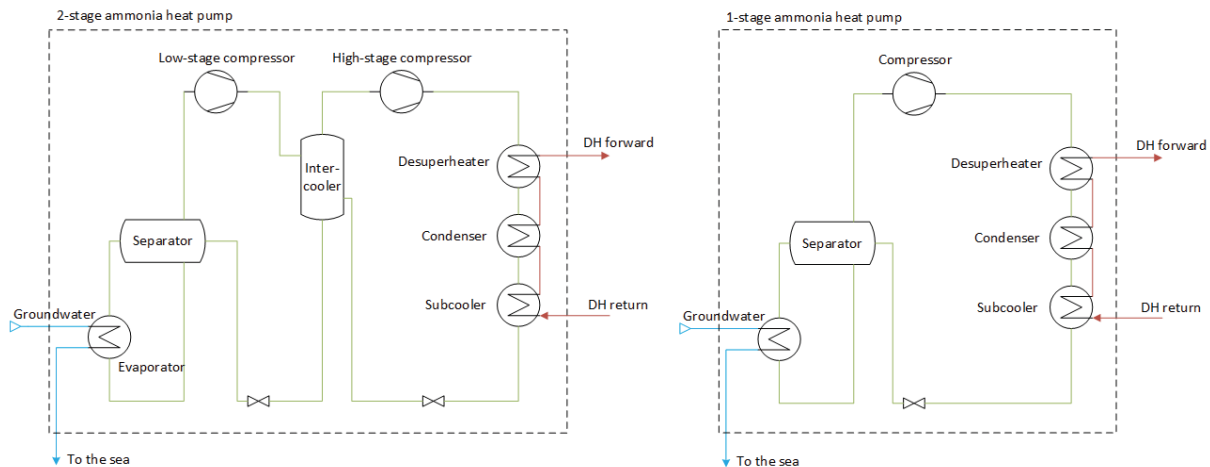 2-stage ammonia heat pump
Low-stage compressor
High-stage compressor
Inter-
cooler
Desuperheater
DH forward
Separator
Condenser
Subcooler
DH return
Groundwater
Evaporator
To the sea
1-stage ammonia heat pump
Compressor
Desuperheater
DH forward
Separator
Condenser
Subcooler
DH return
Groundwater
To the sea